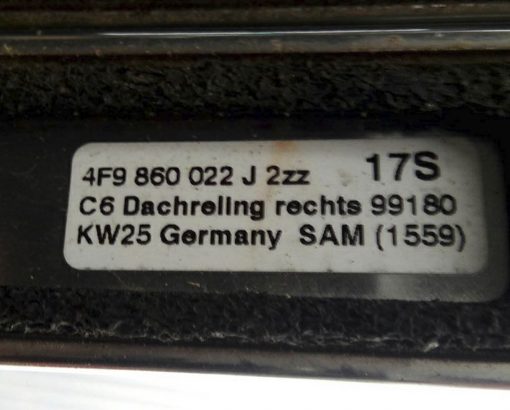 4F9 860 022 J 2zz 17S
C6 Dachreling rechts 99180
KW25 Germany SAM (1559)